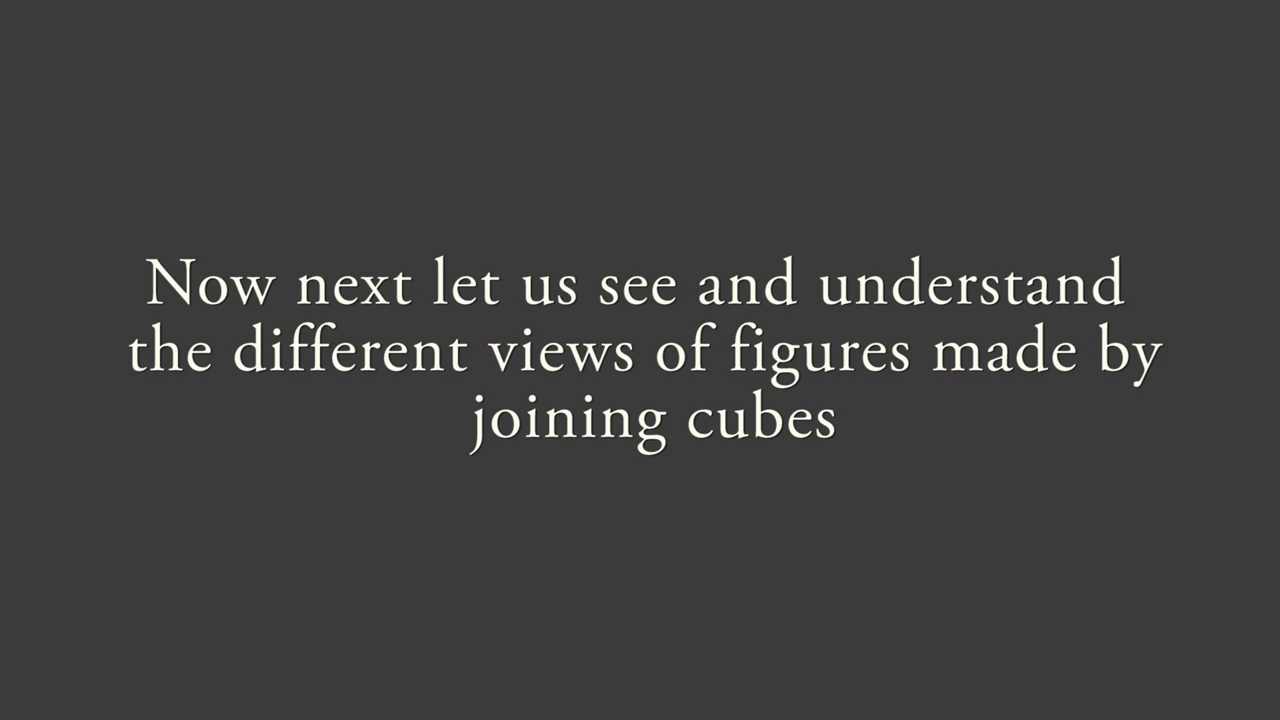 Now next let us see and understand
the different views of figures made by
joining cubes